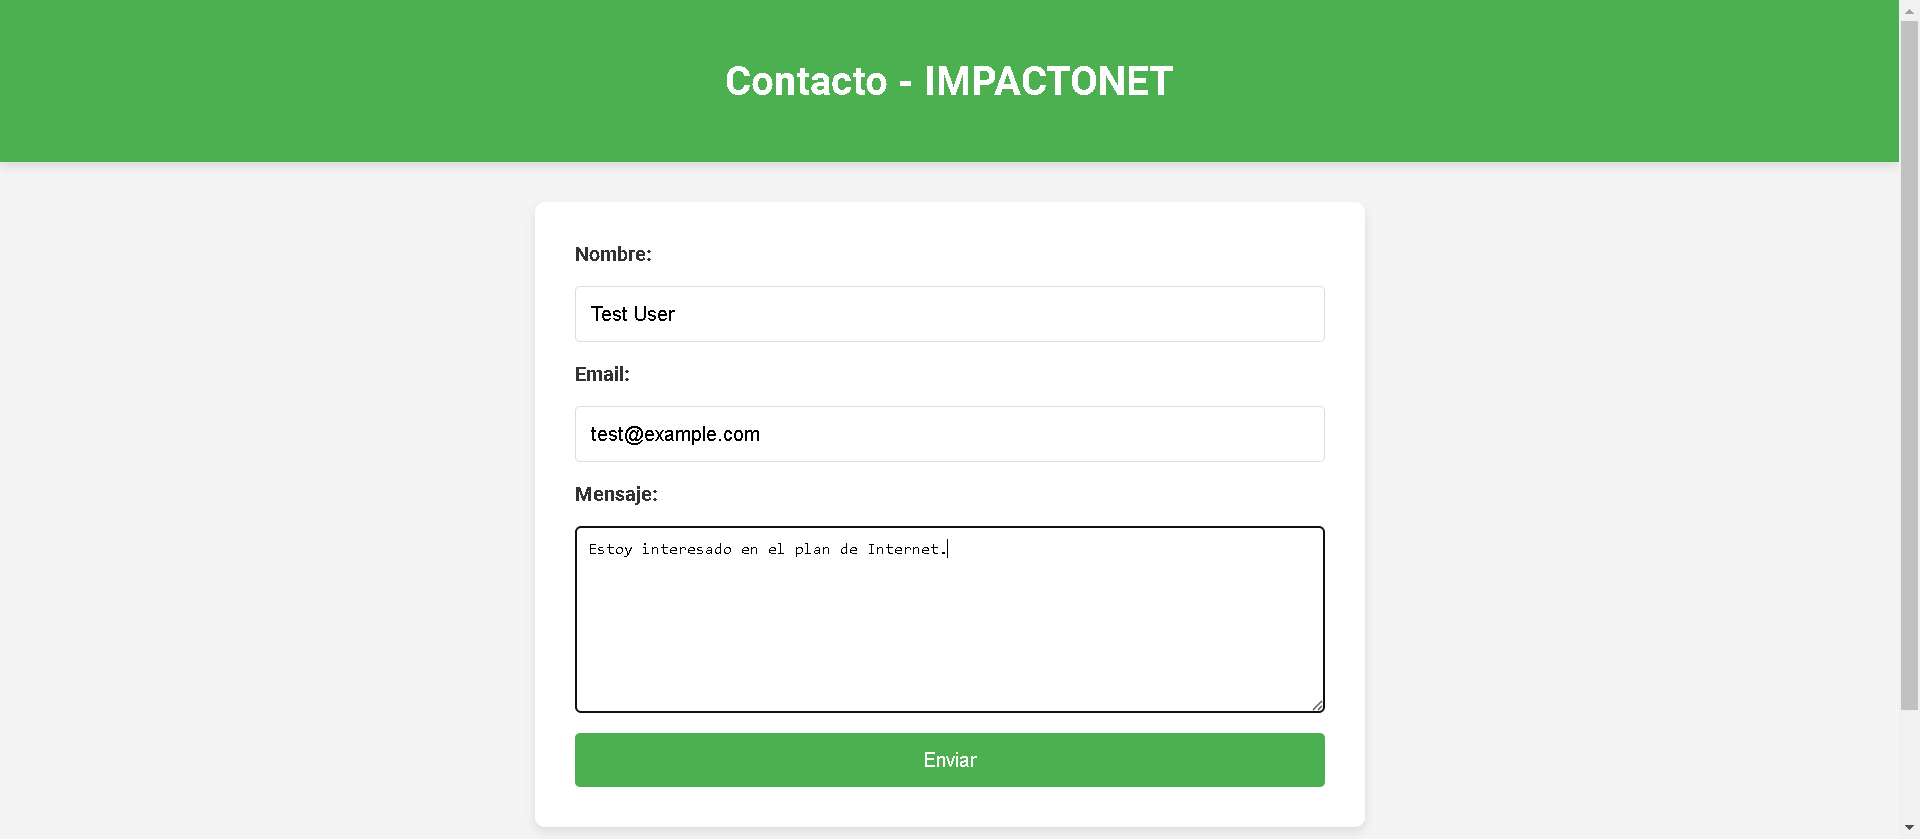 Contacto - IMPACTONET
Nombre:
Test User
Email:
test@example.com
Mensaje:
Estoy interesado en el plan de Internet.
Enviar